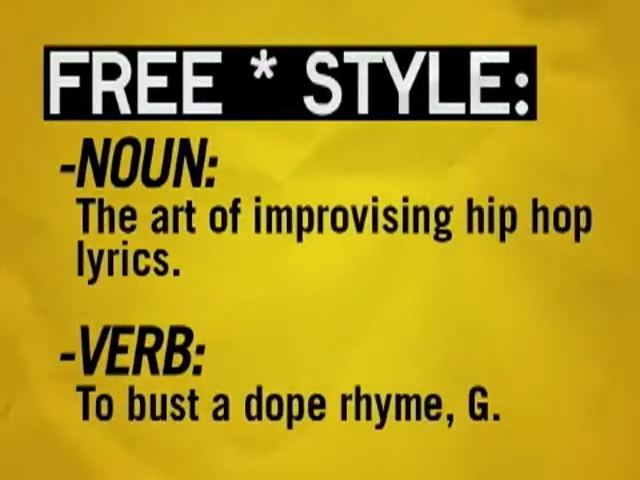 FREE * STYLE:
-NOUN:
The art of improvising hip hop
lyrics.
-VERB:
To bust a dope rhyme, G.